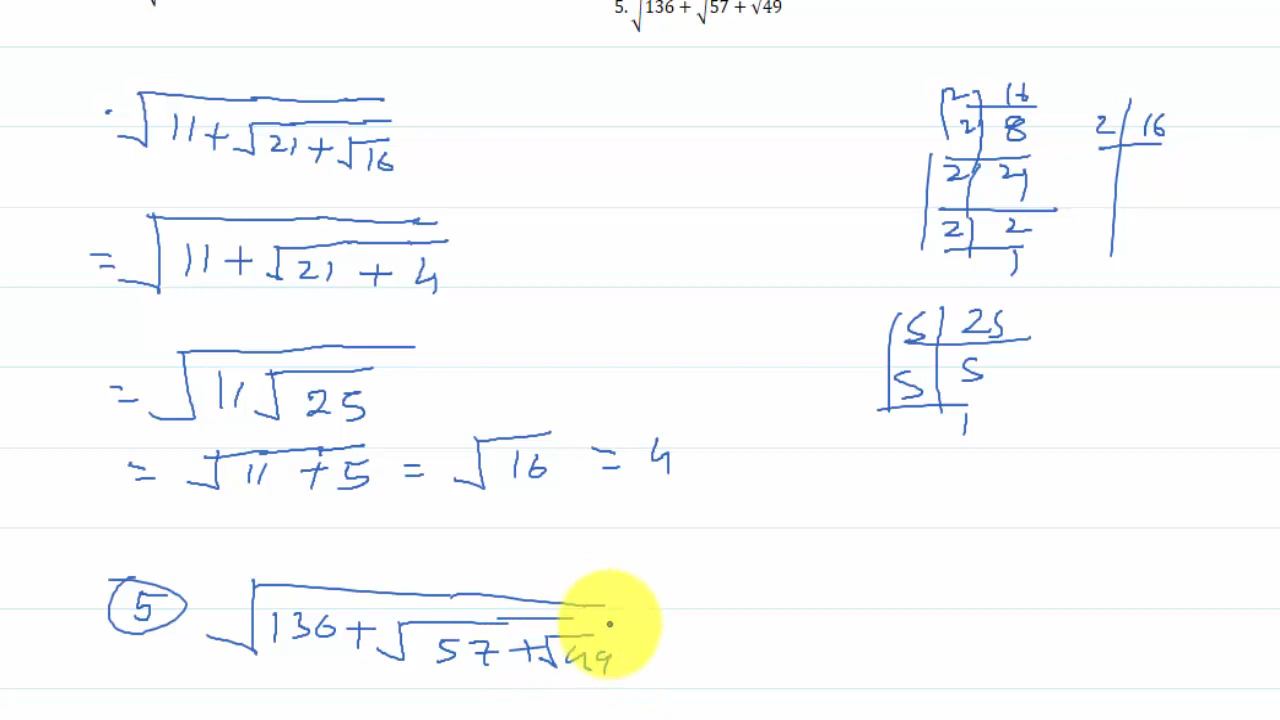 5. √136 + √57 + √49
√11 + √21 + √16
= √11 + √21 + 4
= √11 √25
= √11 + 5 = √16 = 4
5 √136 + √57 + √49
2 16
2 8
2 4
2 2
1
2 16
5 25
5 5
1